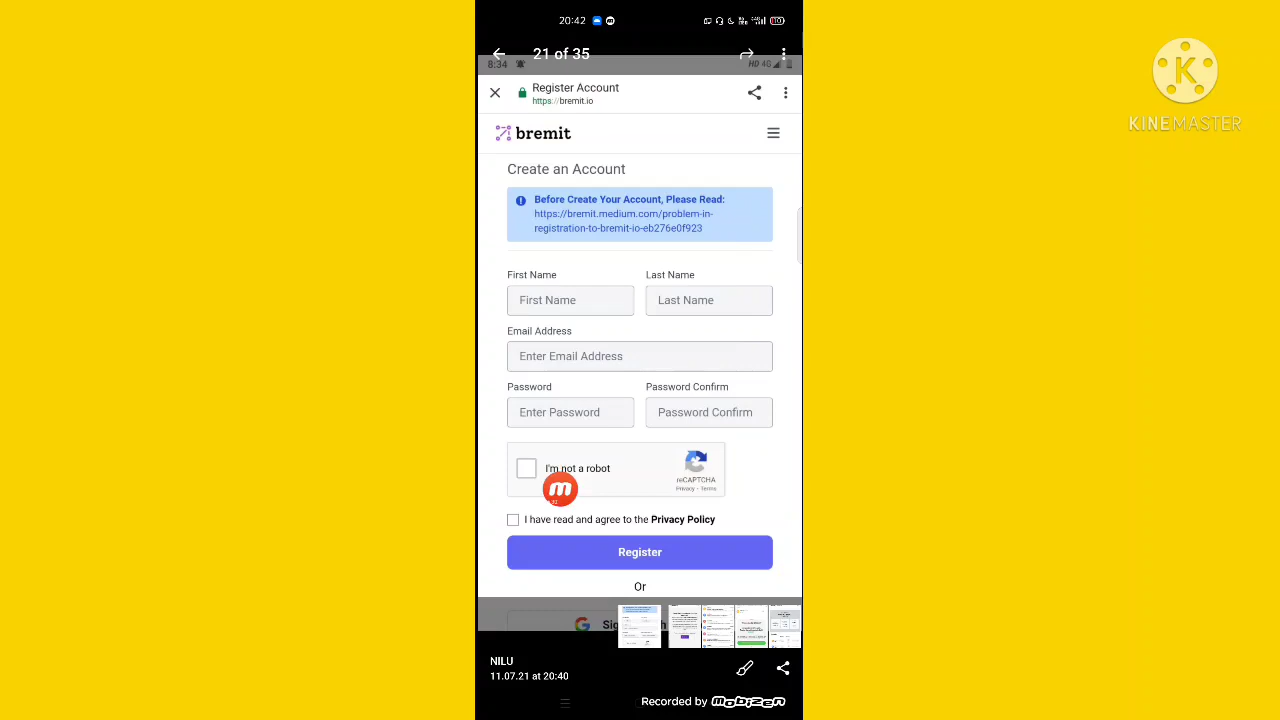 20:42
21 of 35
8:34
HD 4G
Register Account
https://bremit.io
K
KINEMASTER
bremit
Create an Account
Before Create Your Account, Please Read:
https://bremit.medium.com/problem-in-
registration-to-bremit-io-eb276e0f923
First Name Last Name
First Name Last Name
Email Address
Enter Email Address
Password Password Confirm
Enter Password Password Confirm
I'm not a robot
reCAPTCHA
Privacy - Terms
m
I have read and agree to the Privacy Policy
Register
Or
NILU
11.07.21 at 20:40
Recorded by mobizen